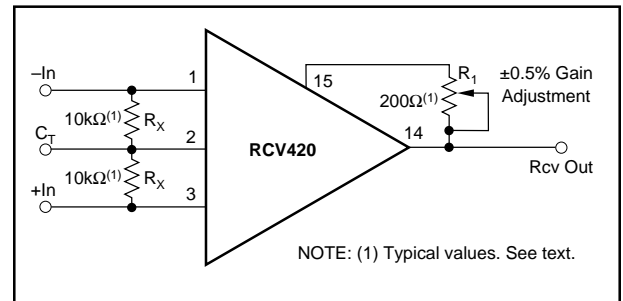 –In
1
10kΩ(1)
RX
CT
2
10kΩ(1)
RX
+In
3
RCV420
15
R1
200Ω(1)
±0.5% Gain
Adjustment
14
Rcv Out
NOTE: (1) Typical values. See text.